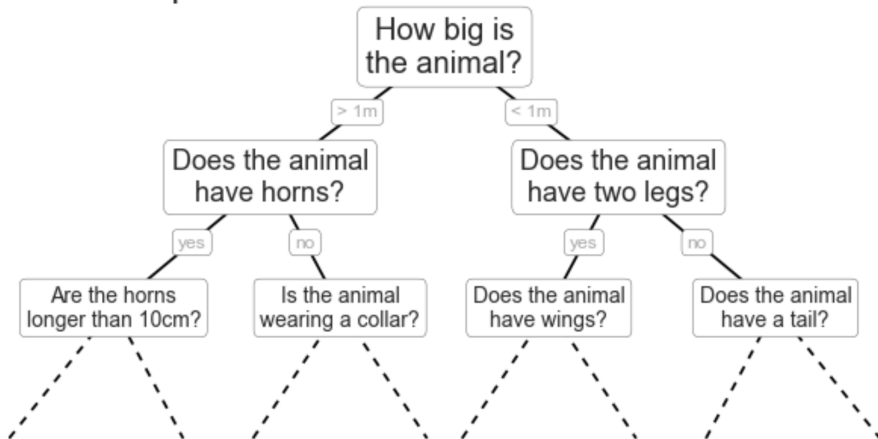 How big is
the animal?
> 1m
< 1m
Does the animal
have horns?
Does the animal
have two legs?
yes
no
yes
no
Are the horns
longer than 10cm?
Is the animal
wearing a collar?
Does the animal
have wings?
Does the animal
have a tail?